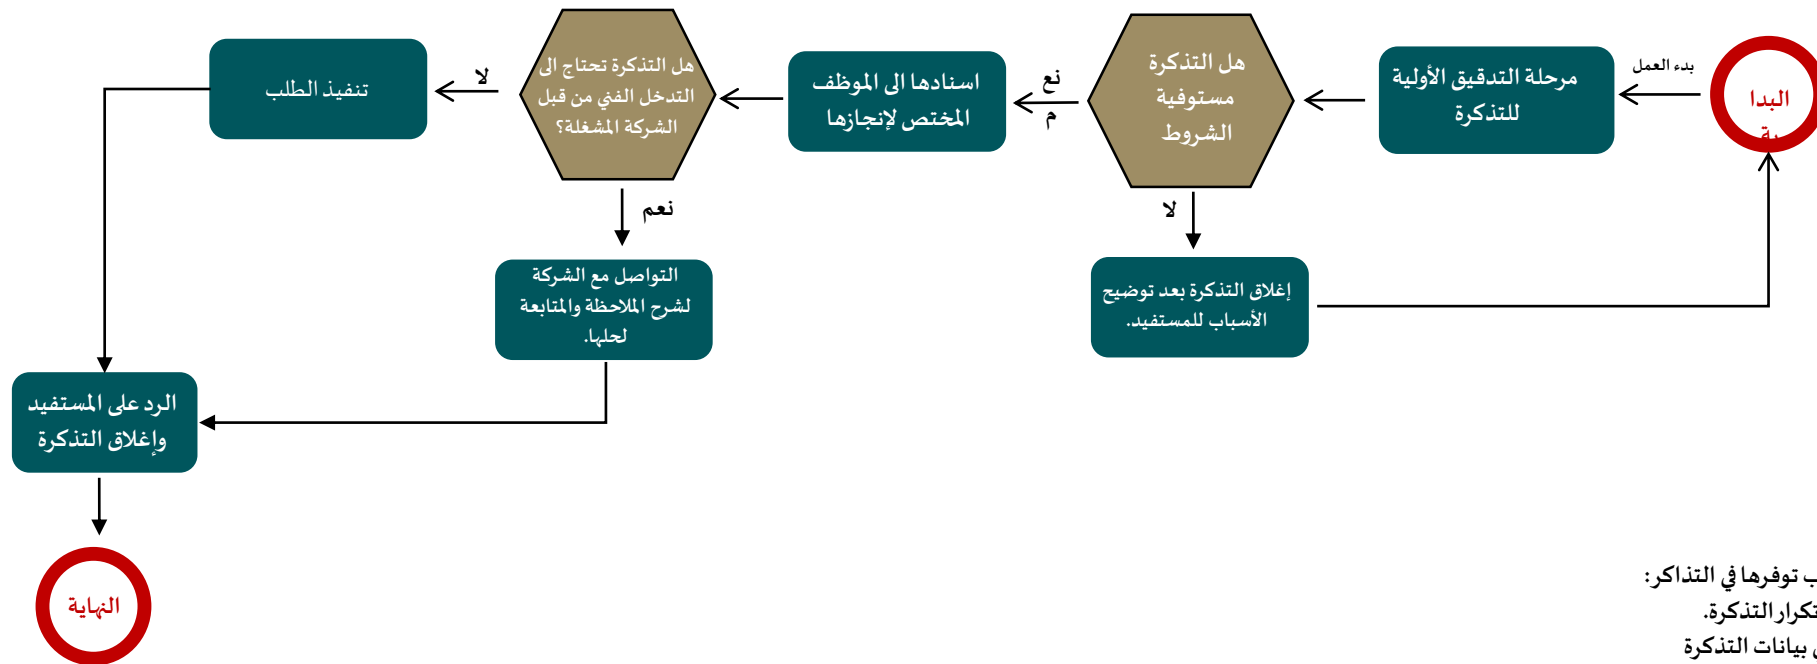 البدا
ية
بدء العمل
مرحلة التدقيق الأولية
للتذكرة
هل التذكرة
مستوفية
الشروط
نع
م
لا
إغلاق التذكرة بعد توضيح
الأسباب للمستفيد.
اسنادها الى الموظف
المختص لإنجازها
هل التذكرة تحتاج الى
التدخل الفني من قبل
الشركة المشغلة؟
نعم
التواصل مع الشركة
لشرح الملاحظة والمتابعة
لحلها.
لا
تنفيذ الطلب
الرد على المستفيد
وإغلاق التذكرة
النهاية
توفرها في التذاكر:
تكرار التذكرة.
بيانات التذكرة